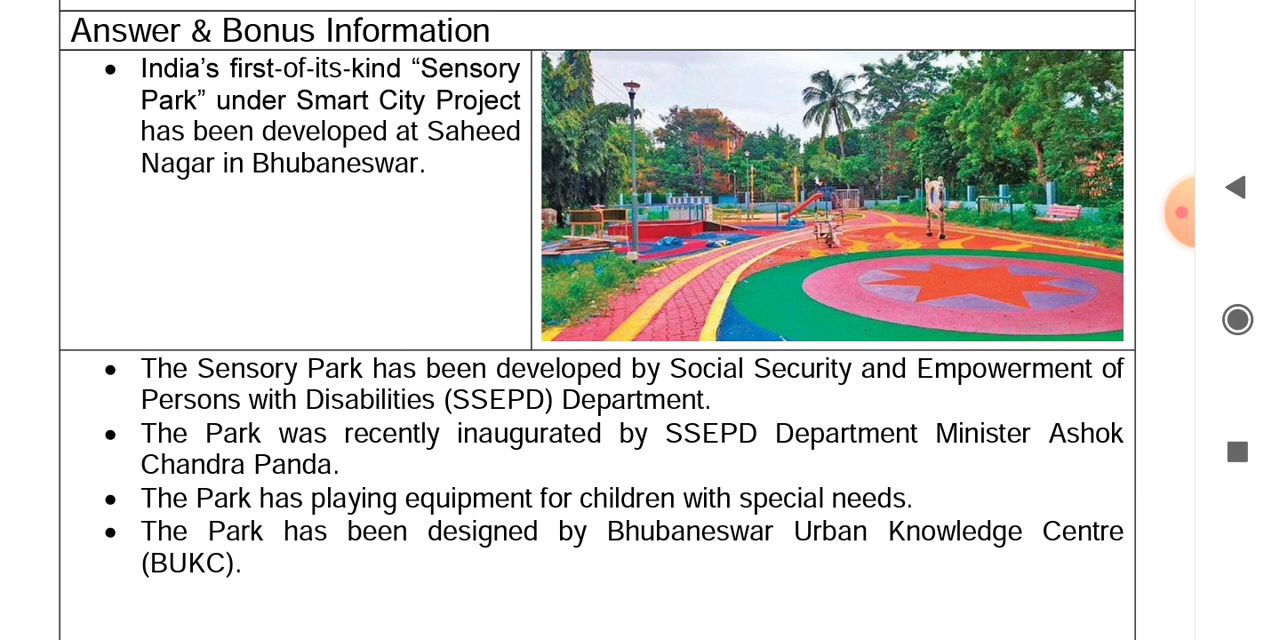 Answer & Bonus Information
• India’s first-of-its-kind “Sensory
Park” under Smart City Project
has been developed at Saheed
Nagar in Bhubaneswar.
• The Sensory Park has been developed by Social Security and Empowerment of
Persons with Disabilities (SSEPD) Department.
• The Park was recently inaugurated by SSEPD Department Minister Ashok
Chandra Panda.
• The Park has playing equipment for children with special needs.
• The Park has been designed by Bhubaneswar Urban Knowledge Centre
(BUKC).